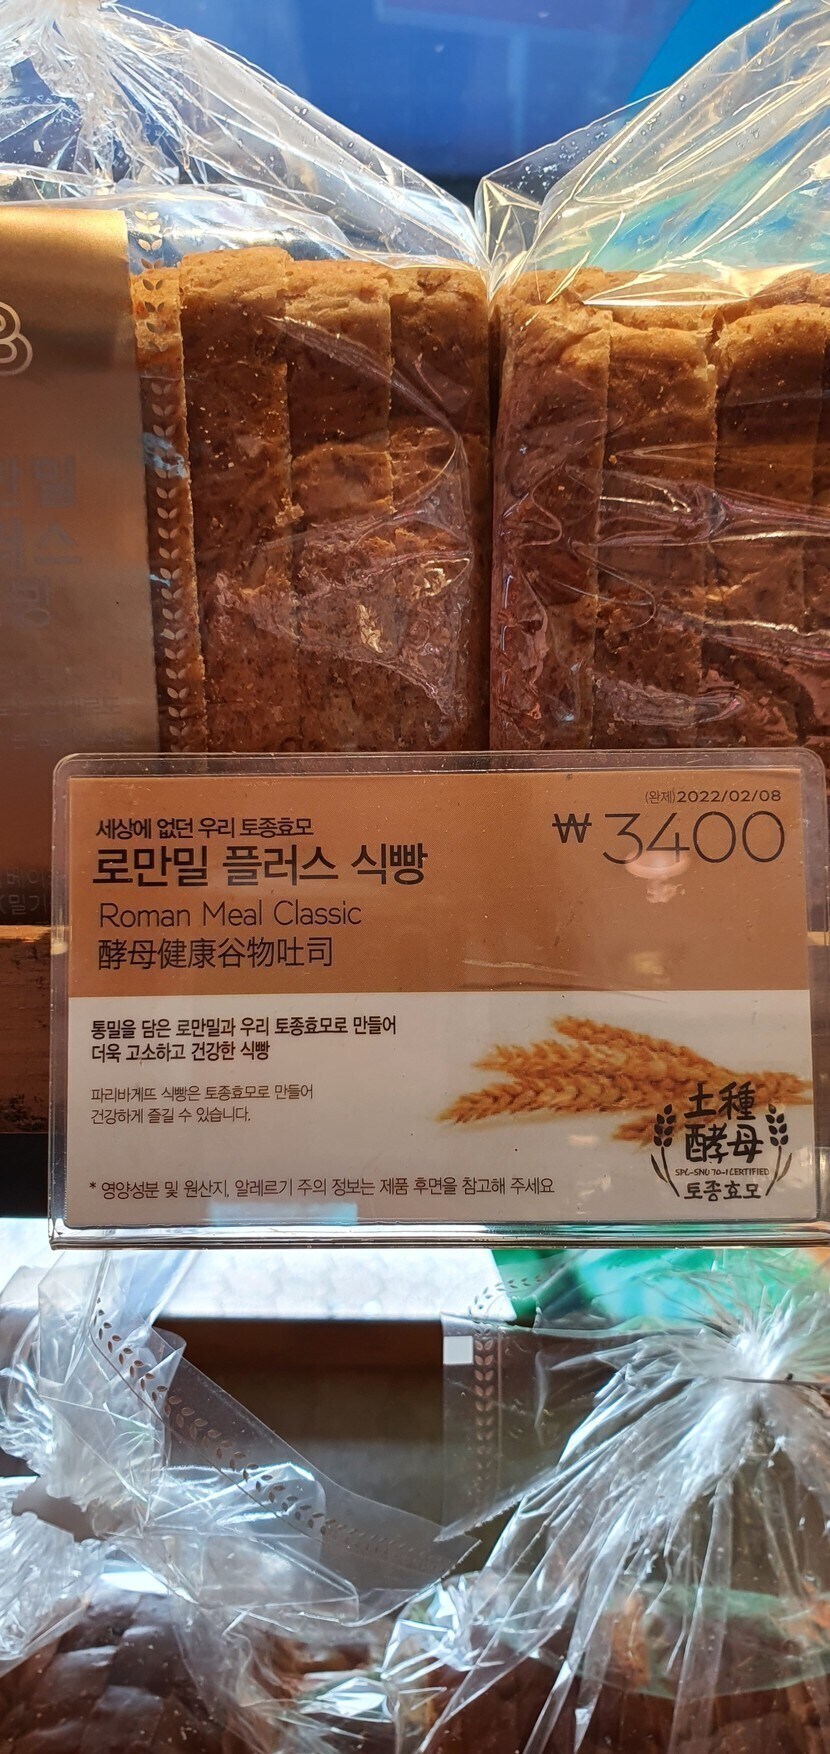 세상에 없던 우리 토종효모
로만밀 플러스 식빵
Roman Meal Classic
酵母健康谷物吐司
(완제)2022/02/08
₩3400
통밀을 담은 로만밀과 우리 토종효모로 만들어
더욱 고소하고 건강한 식빵
파리바게뜨 식빵은 토종효모로 만들어
건강하게 즐길 수 있습니다.
* 영양성분 및 원산지, 알레르기 주의 정보는 제품 후면을 참고해 주세요
土種
酵母
SPC-SNU 70-1 CERTIFIED
토종효모